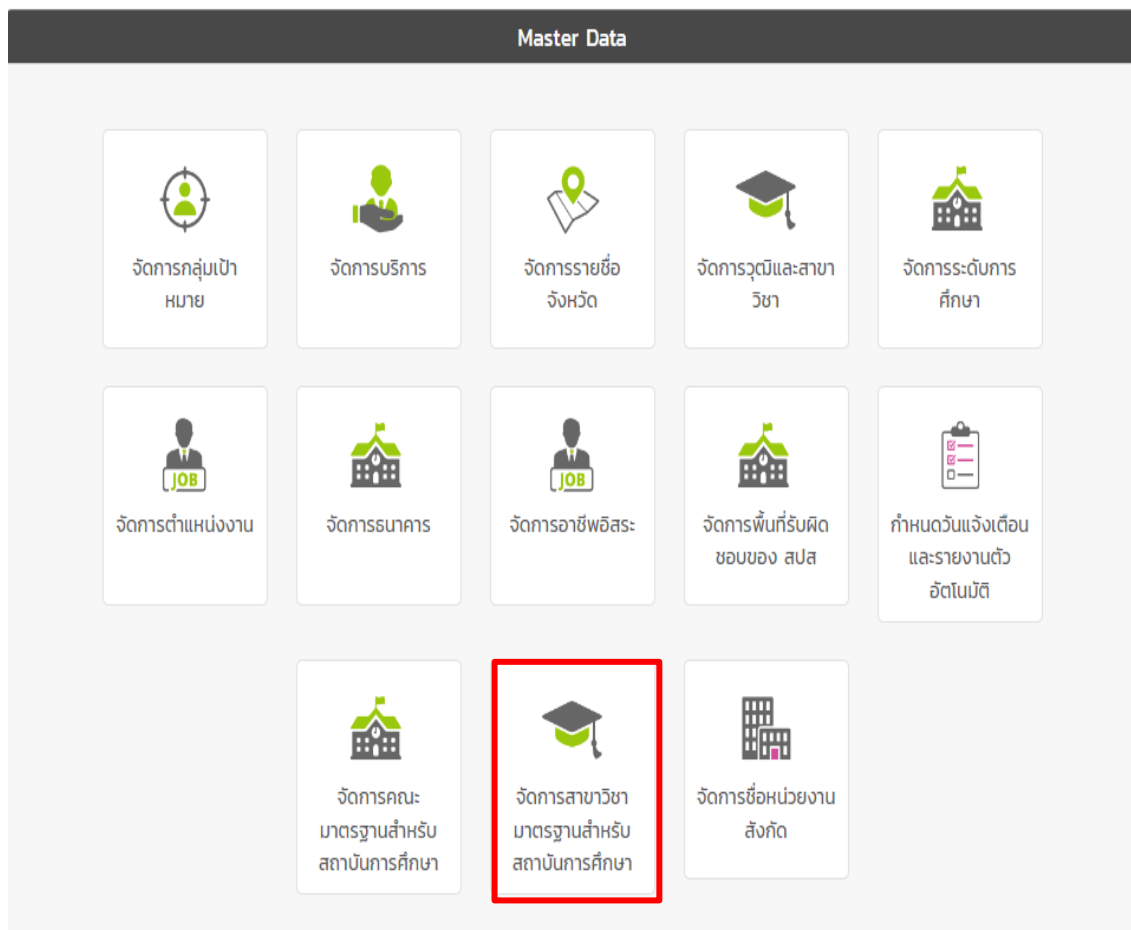 Master Data
จัดการกลุ่มเป้า
หมาย
จัดการบริการ
จัดการรายชื่อ
จังหวัด
จัดการวุฒิและสาขา
วิชา
จัดการระดับการ
ศึกษา
JOB
จัดการตำแหน่งงาน
จัดการธนาคาร
JOB
จัดการอาชีพอิสระ
จัดการพื้นที่รับผิด
ชอบของ สปส
กำหนดวันแจ้งเตือน
และรายงานตัว
อัตโนมัติ
จัดการคณะ
มาตรฐานสำหรับ
สถาบันการศึกษา
จัดการสาขาวิชา
มาตรฐานสำหรับ
สถาบันการศึกษา
จัดการชื่อหน่วยงาน
สังกัด